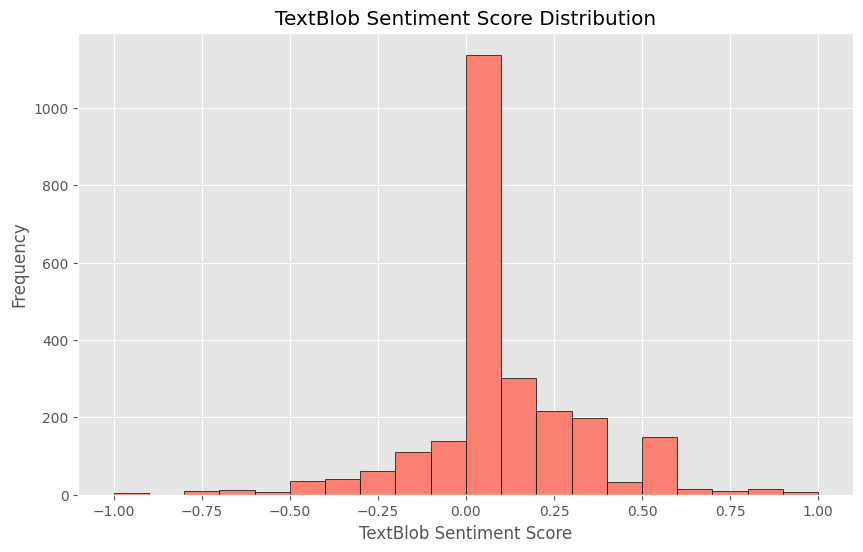 TextBlob Sentiment Score Distribution
Frequency
1000
800
600
400
200
0
−1.00 −0.75 −0.50 −0.25 0.00 0.25 0.50 0.75 1.00
TextBlob Sentiment Score